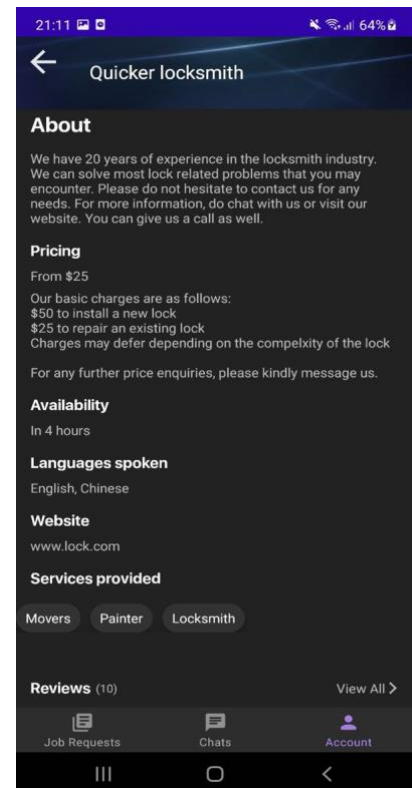 21:11 64%
Quicker locksmith
About
We have 20 years of experience in the locksmith industry.
We can solve most lock related problems that you may
encounter. Please do not hesitate to contact us for any
needs. For more information, do chat with us or visit our
website. You can give us a call as well.
Pricing
From $25
Our basic charges are as follows:
$50 to install a new lock
$25 to repair an existing lock
Charges may defer depending on the compelxity of the lock
For any further price enquiries, please kindly message us.
Availability
In 4 hours
Languages spoken
English, Chinese
Website
www.lock.com
Services provided
Movers Painter Locksmith
Reviews (10) View All
Job Requests Chats Account